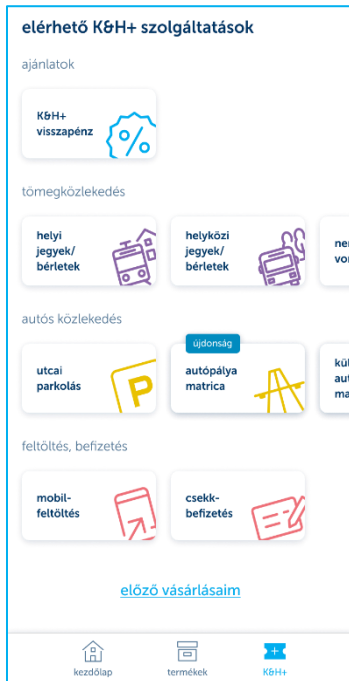 elérhető K&H+ szolgáltatások
ajánlatok
K&H+
visszapénz
tömegközlekedés
helyi
jegyek/
bérletek
helyközi
jegyek/
bérletek
autós közlekedés
utcai
parkolás
P
újdonság
autópálya
matrica
feltöltés, befizetés
mobil-
feltöltés
csekk-
befizetés
előző vásárlásaim
kezdőlap
termékek
K&H+